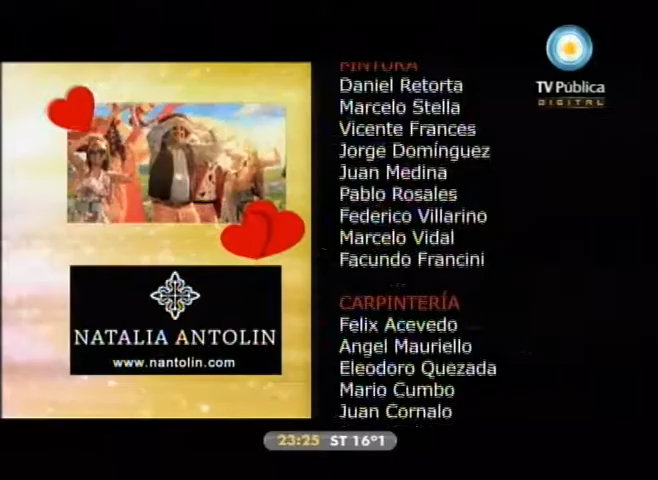 TV Pública
DIGITAL
PINTURA
Daniel Retorta
Marcelo Stella
Vicente Frances
Jorge Domínguez
Juan Medina
Pablo Rosales
Federico Villarino
Marcelo Vidal
Facundo Francini
CARPINTERÍA
Felix Acevedo
Angel Mauriello
Eleodoro Quezada
Mario Cumbo
Juan Cornalo
NATALIA ANTOLIN
www.nantolin.com
23:25 ST 16°1